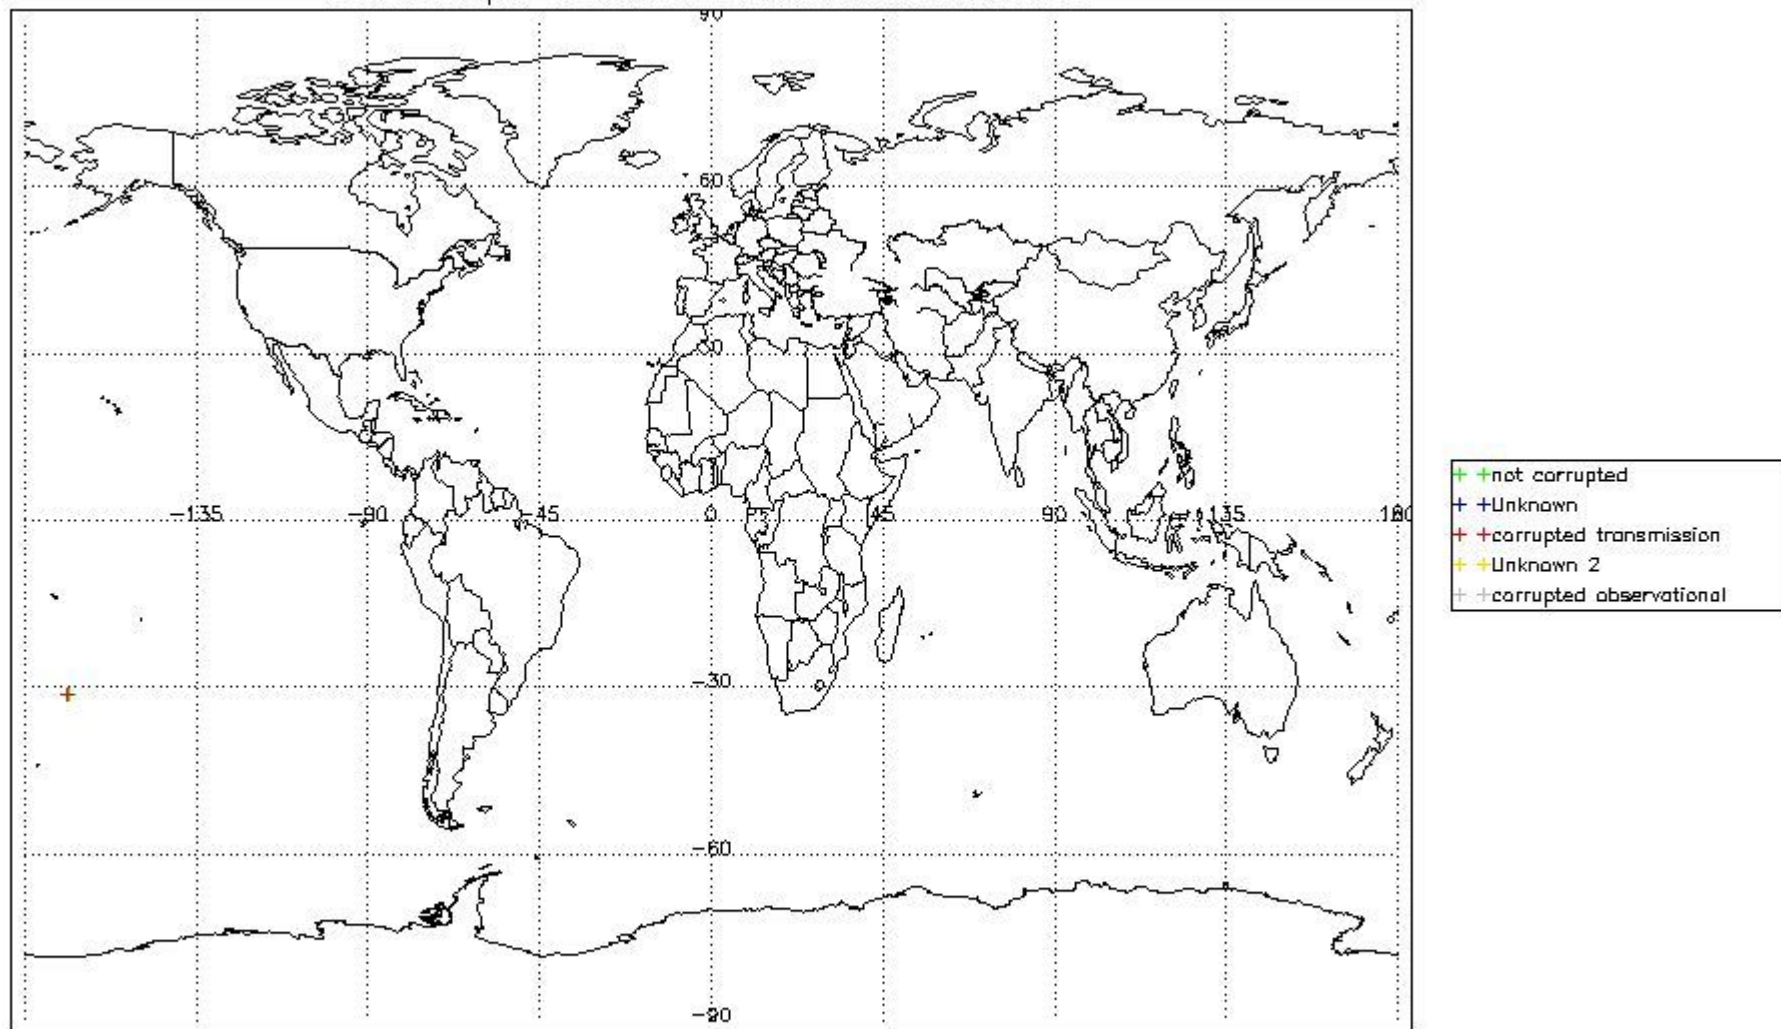 90
60
30
-135 -90 -45 0 45 90 135 180
-30
-60
-90
not corrupted
Unknown
corrupted transmission
Unknown 2
corrupted observational